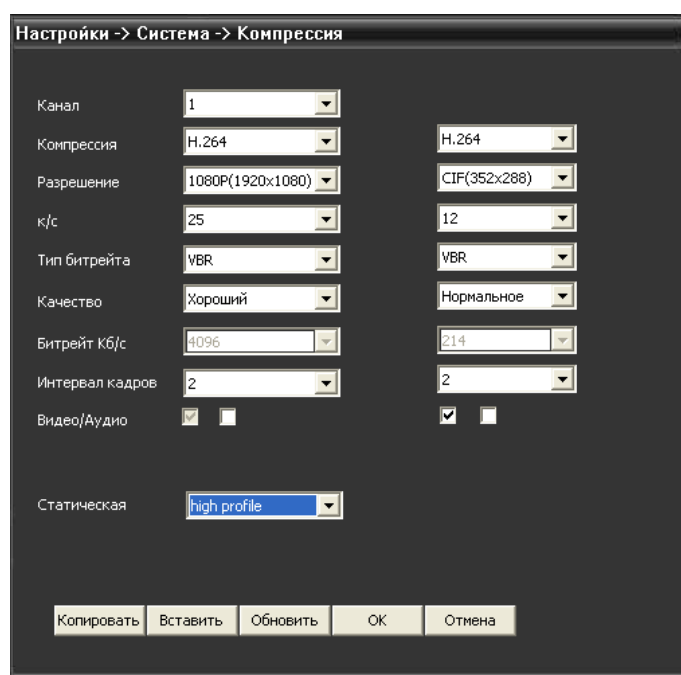 Настройки -> Система -> Компрессия
Канал 1
Компрессия H.264 H.264
Разрешение 1080P(1920x1080) CIF(352x288)
к/с 25 12
Тип битрейта VBR VBR
Качество Хороший Нормальное
Битрейт Кб/с 4096 214
Интервал кадров 2 2
Видео/Аудио
Статическая high profile
Копировать Вставить Обновить OK Отмена